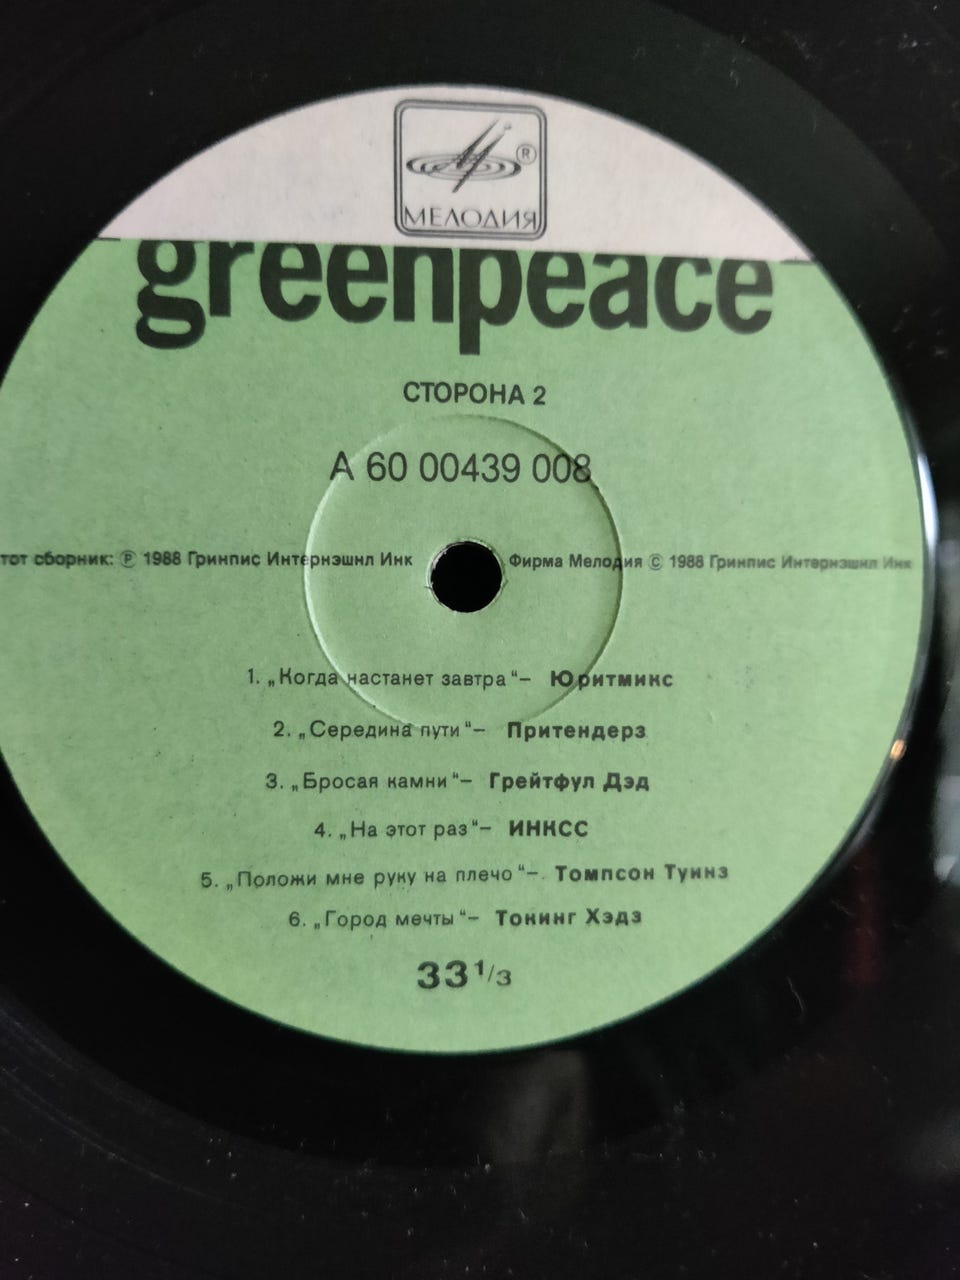 МЕЛОДИЯ ®
greenpeace
СТОРОНА 2
А 60 00439 008
тот сборник: ℗ 1988 Гринпис Интернэшнл Инк Фирма Мелодия © 1988 Гринпис Интернэшнл Инк
1. „Когда настанет завтра“– Юритмикс
2. „Середина пути“– Притендерз
3. „Бросая камни“– Грейтфул Дэд
4. „На этот раз“– ИНКСС
5. „Положи мне руку на плечо“–. Томпсон Туинз
6. „Город мечты“– Токинг Хэдз
33 1/3